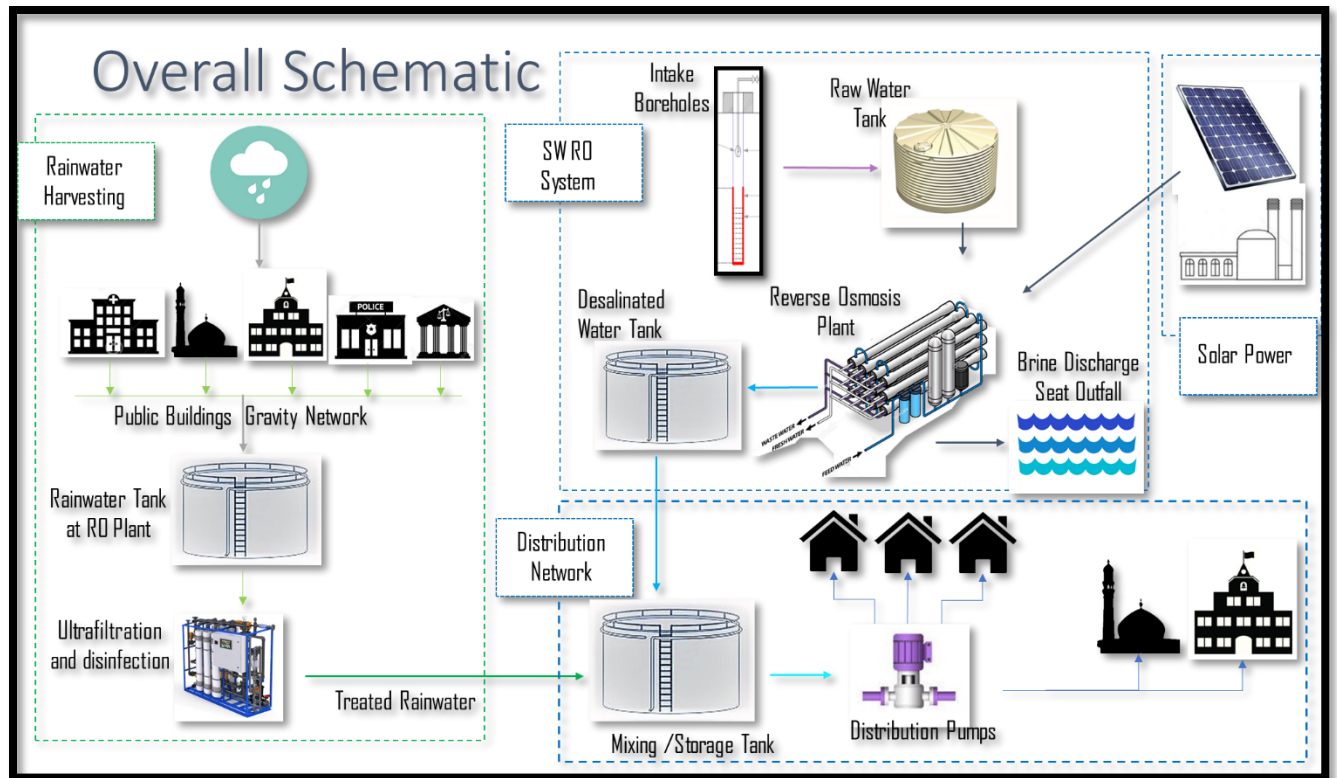 Overall Schematic
Rainwater
Harvesting
POLICE
Public Buildings Gravity Network
Rainwater Tank
at RO Plant
Ultrafiltration
and disinfection
Treated Rainwater
SWRO
System
Intake
Boreholes
Raw Water
Tank
Desalinated
Water Tank
Reverse Osmosis
Plant
WASTE WATER
FRESH WATER
FEED WATER
Brine Discharge
Seat Outfall
Solar Power
Distribution
Network
Mixing /Storage Tank
Distribution Pumps